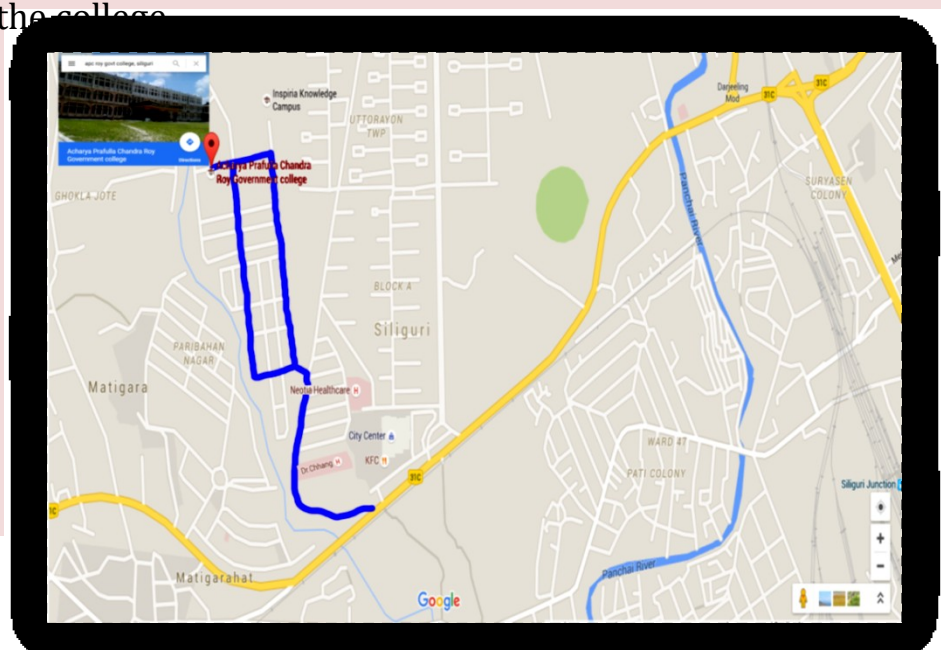 the college
apc roy govt college, siliguri
Acharya Prafulla Chandra Roy
Government college
Directions
Inspiria Knowledge
Campus
UTTORAYON
TWP
Darjeeling
Mod
31C
31C
Acharya Prafulla Chandra
Roy Government college
GHOKLA JOTE
SURYASEN
COLONY
Panchai River
BLOCK A
Siliguri
PARIBAHAN
NAGAR
Matigara
Neotia Healthcare H
City Center
KFC
Dr Chhang H
31C
WARD 47
PATI COLONY
Siliguri Junction
1C
Matigarahat
Panchai River
Google